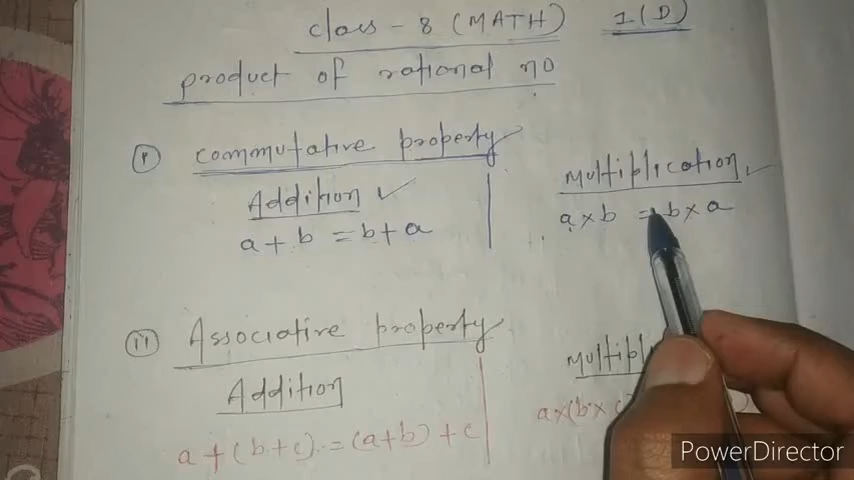 class - 8 (MATH) 1(D)
product of rational no
(i) Commutative property
Addition ✓
a + b = b + a
Multiplication ✓
a × b = b × a
(ii) Associative property
Addition
a + (b + c) = (a + b) + c
a × (b ×
PowerDirector